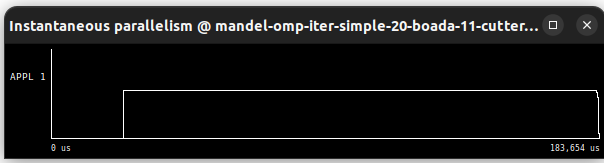 Instantaneous parallelism @ mandel-omp-iter-simple-20-boada-11-cutter...
APPL 1
0 us 183,654 us